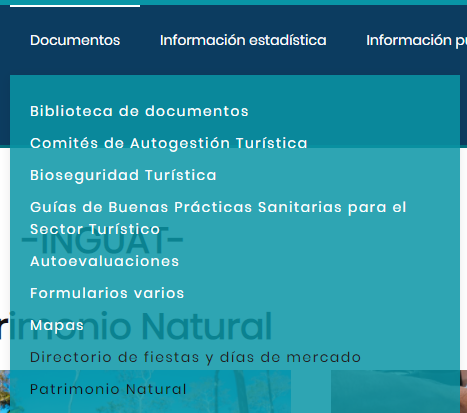 Documentos Información estadística Información pú
Biblioteca de documentos
Comités de Autogestión Turística
Bioseguridad Turística
Guías de Buenas Prácticas Sanitarias para el
Sector Turístico
-INGUAT-
Autoevaluaciones
Formularios varios
Mapas
rimonio Natural
Directorio de fiestas y días de mercado
Patrimonio Natural